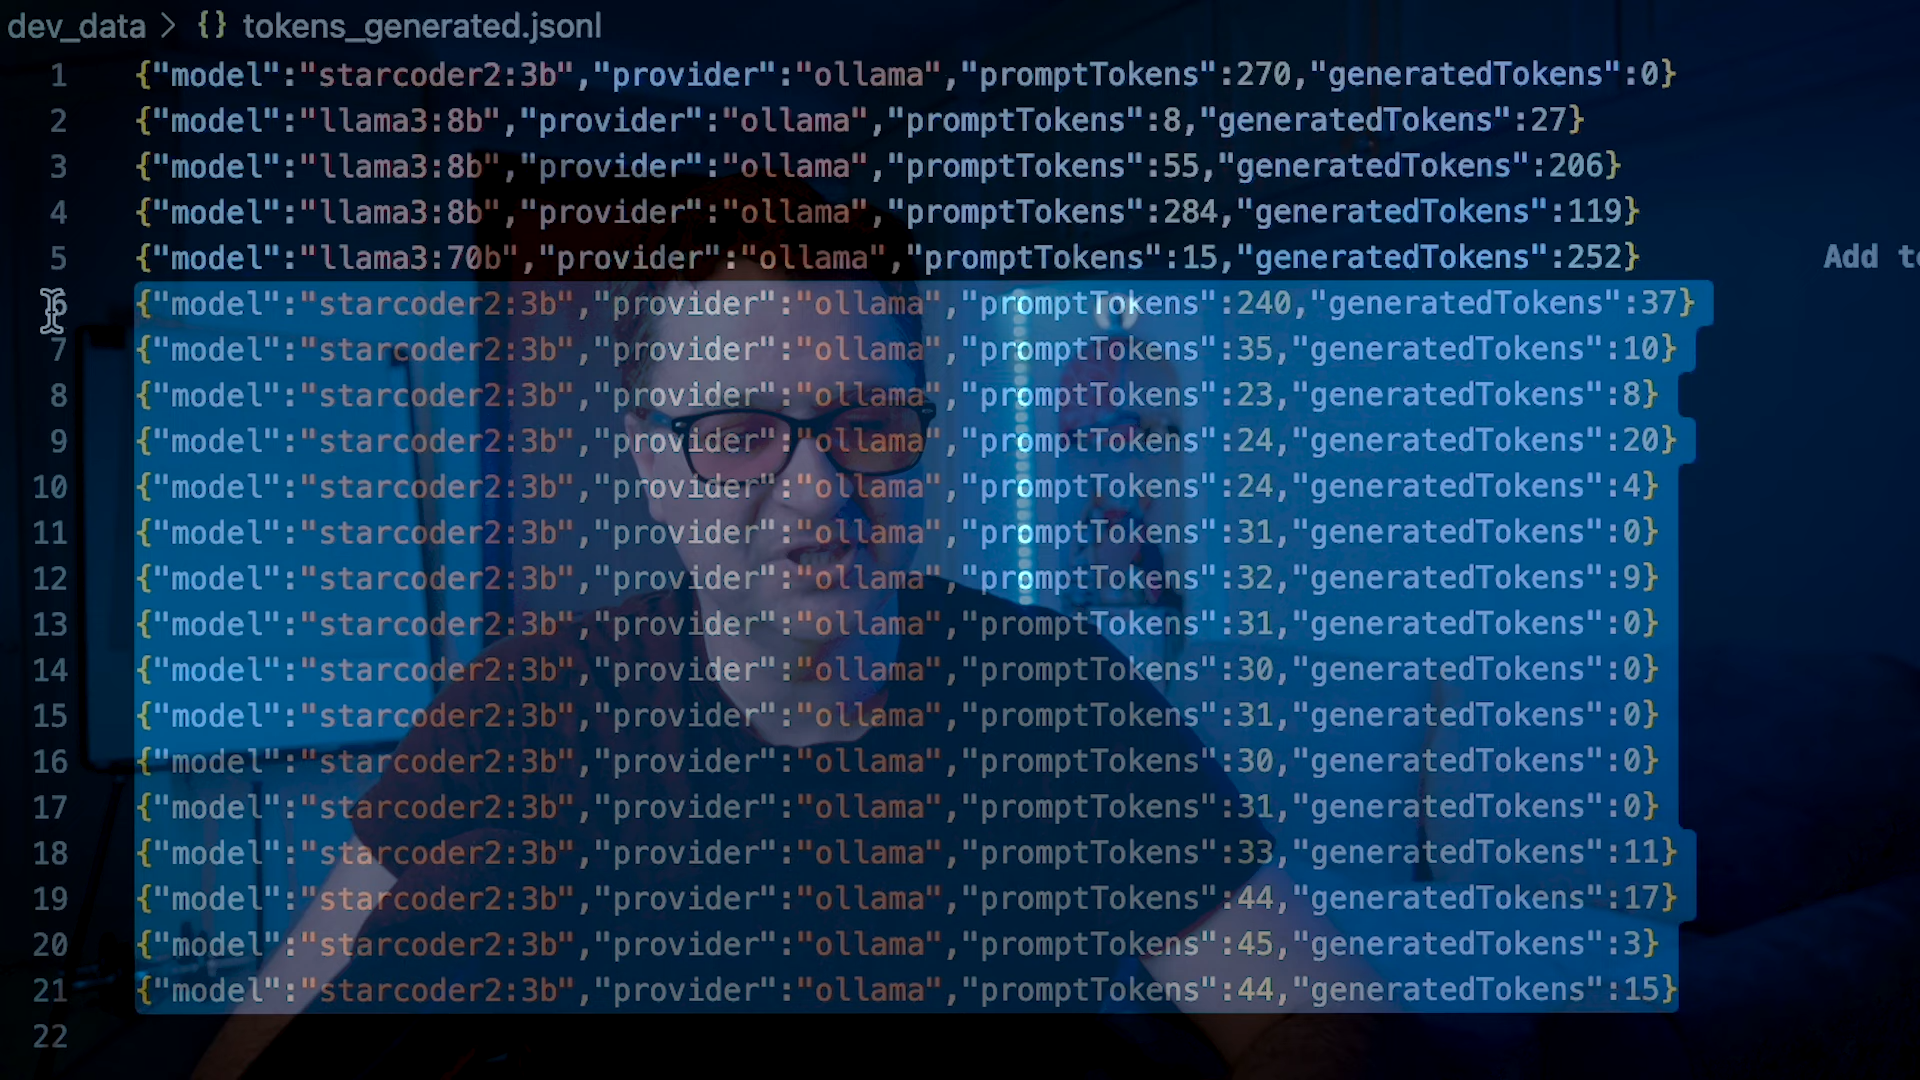 dev_data > {} tokens_generated.jsonl
1 {"model":"starcoder2:3b","provider":"ollama","promptTokens":270,"generatedTokens":0}
2 {"model":"llama3:8b","provider":"ollama","promptTokens":8,"generatedTokens":27}
3 {"model":"llama3:8b","provider":"ollama","promptTokens":55,"generatedTokens":206}
4 {"model":"llama3:8b","provider":"ollama","promptTokens":284,"generatedTokens":119}
5 {"model":"llama3:70b","provider":"ollama","promptTokens":15,"generatedTokens":252} Add
6 {"model":"starcoder2:3b","provider":"ollama","promptTokens":240,"generatedTokens":37}
7 {"model":"starcoder2:3b","provider":"ollama","promptTokens":35,"generatedTokens":10}
8 {"model":"starcoder2:3b","provider":"ollama","promptTokens":23,"generatedTokens":8}
9 {"model":"starcoder2:3b","provider":"ollama","promptTokens":24,"generatedTokens":20}
10 {"model":"starcoder2:3b","provider":"ollama","promptTokens":24,"generatedTokens":4}
11 {"model":"starcoder2:3b","provider":"ollama","promptTokens":31,"generatedTokens":0}
12 {"model":"starcoder2:3b","provider":"ollama","promptTokens":32,"generatedTokens":9}
13 {"model":"starcoder2:3b","provider":"ollama","promptTokens":31,"generatedTokens":0}
14 {"model":"starcoder2:3b","provider":"ollama","promptTokens":30,"generatedTokens":0}
15 {"model":"starcoder2:3b","provider":"ollama","promptTokens":31,"generatedTokens":0}
16 {"model":"starcoder2:3b","provider":"ollama","promptTokens":30,"generatedTokens":0}
17 {"model":"starcoder2:3b","provider":"ollama","promptTokens":31,"generatedTokens":0}
18 {"model":"starcoder2:3b","provider":"ollama","promptTokens":33,"generatedTokens":11}
19 {"model":"starcoder2:3b","provider":"ollama","promptTokens":44,"generatedTokens":17}
20 {"model":"starcoder2:3b","provider":"ollama","promptTokens":45,"generatedTokens":3}
21 {"model":"starcoder2:3b","provider":"ollama","promptTokens":44,"generatedTokens":15}
22